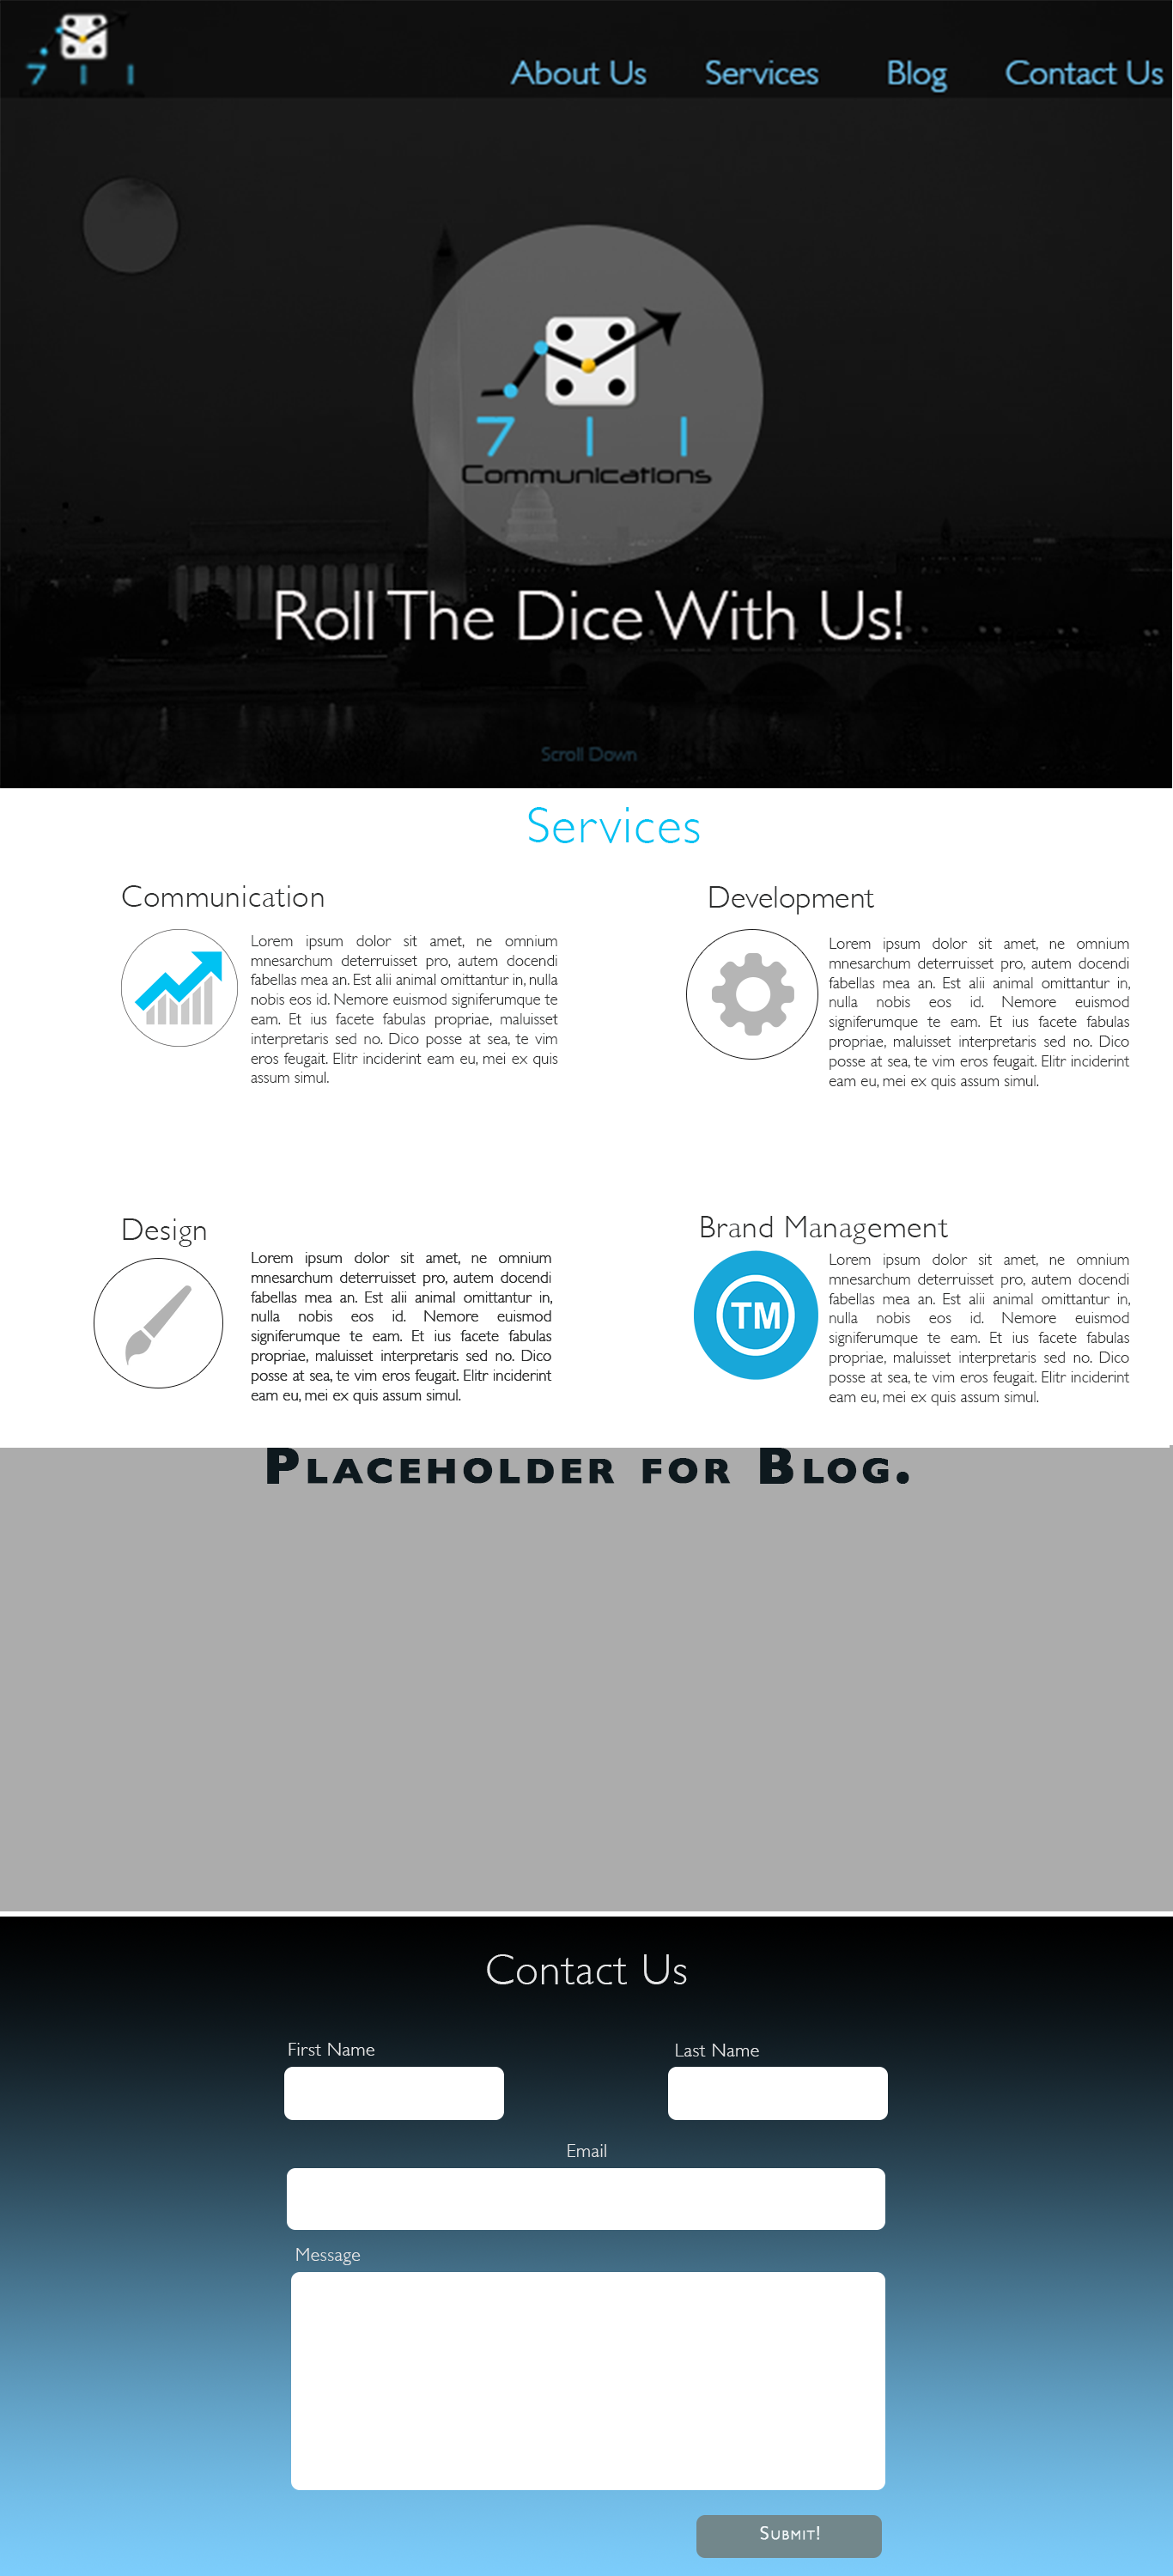 7 1 1
Communications
About Us Services Blog Contact Us
7 1 1
Communications
Roll The Dice With Us!
Scroll Down
Services
Communication
Lorem ipsum dolor sit amet, ne omnium
mnesarchum deterruisset pro, autem docendi
fabellas mea an. Est alii animal omittantur in, nulla
nobis eos id. Nemore euismod signiferumque te
eam. Et ius facete fabulas propriae, maluisset
interpretaris sed no. Dico posse at sea, te vim
eros feugait. Elitr inciderint eam eu, mei ex quis
assum simul.
Development
Lorem ipsum dolor sit amet, ne omnium
mnesarchum deterruisset pro, autem docendi
fabellas mea an. Est alii animal omittantur in,
nulla nobis eos id. Nemore euismod
signiferumque te eam. Et ius facete fabulas
propriae, maluisset interpretaris sed no. Dico
posse at sea, te vim eros feugait. Elitr inciderint
eam eu, mei ex quis assum simul.
Design
Lorem ipsum dolor sit amet, ne omnium
mnesarchum deterruisset pro, autem docendi
fabellas mea an. Est alii animal omittantur in,
nulla nobis eos id. Nemore euismod
signiferumque te eam. Et ius facete fabulas
propriae, maluisset interpretaris sed no. Dico
posse at sea, te vim eros feugait. Elitr inciderint
eam eu, mei ex quis assum simul.
Brand Management
TM
Lorem ipsum dolor sit amet, ne omnium
mnesarchum deterruisset pro, autem docendi
fabellas mea an. Est alii animal omittantur in,
nulla nobis eos id. Nemore euismod
signiferumque te eam. Et ius facete fabulas
propriae, maluisset interpretaris sed no. Dico
posse at sea, te vim eros feugait. Elitr inciderint
eam eu, mei ex quis assum simul.
Placeholder for Blog.
Contact Us
First Name Last Name
Email
Message
Submit!